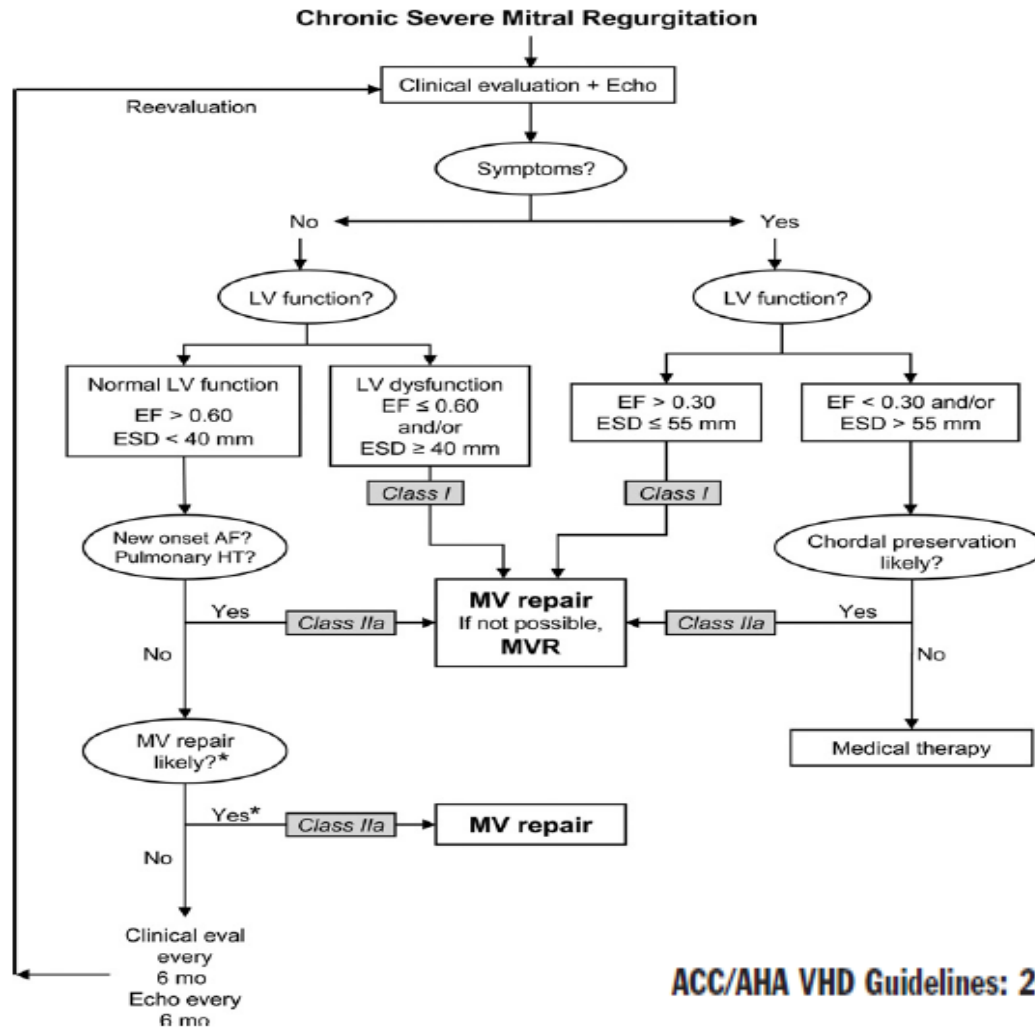 Chronic Severe Mitral Regurgitation
Clinical evaluation + Echo
Reevaluation
Symptoms?
No
Yes
LV function?
LV function?
Normal LV function
EF > 0.60
ESD < 40 mm
LV dysfunction
EF ≤ 0.60
and/or
ESD ≥ 40 mm
EF > 0.30
ESD ≤ 55 mm
EF < 0.30 and/or
ESD > 55 mm
Class I
Class I
New onset AF?
Pulmonary HT?
Chordal preservation
likely?
MV repair
If not possible,
MVR
Yes
Class IIa
Class IIa
Yes
No
No
MV repair
likely?*
Medical therapy
Yes*
Class IIa
MV repair
No
Clinical eval
every
6 mo
Echo every
6 mo
ACC/AHA VHD Guidelines: 2